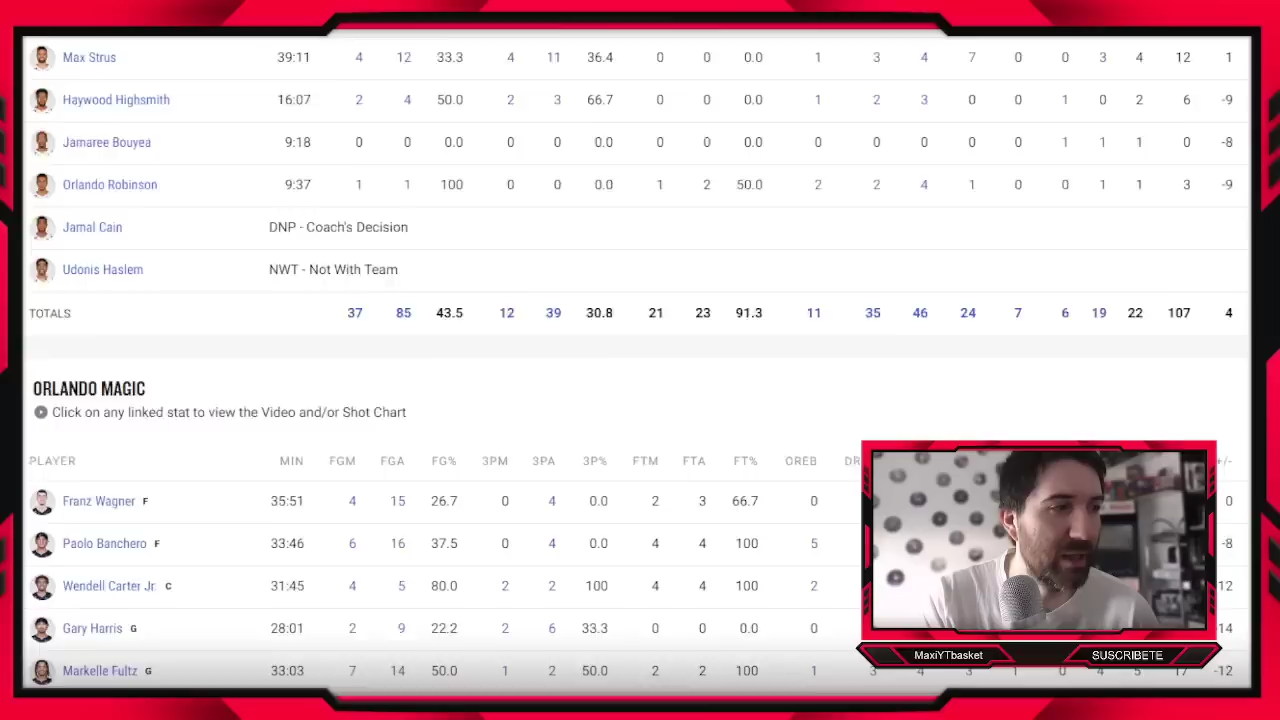 Max Strus 39:11 4 12 33.3 4 11 36.4 0 0 0.0 1 3 4 7 0 0 3 4 12 1
Haywood Highsmith 16:07 2 4 50.0 2 3 66.7 0 0 0.0 1 2 3 0 0 1 0 2 6 -9
Jamaree Bouyea 9:18 0 0 0.0 0 0 0.0 0 0 0.0 0 0 0 0 0 1 1 1 0 -8
Orlando Robinson 9:37 1 1 100 0 0 0.0 1 2 50.0 2 2 4 1 0 0 1 1 3 -9
Jamal Cain DNP - Coach's Decision
Udonis Haslem NWT - Not With Team
TOTALS 37 85 43.5 12 39 30.8 21 23 91.3 11 35 46 24 7 6 19 22 107 4
ORLANDO MAGIC
Click on any linked stat to view the Video and/or Shot Chart
PLAYER MIN FGM FGA FG% 3PM 3PA 3P% FTM FTA FT% OREB +/-
Franz Wagner F 35:51 4 15 26.7 0 4 0.0 2 3 66.7 0 0
Paolo Banchero F 33:46 6 16 37.5 0 4 0.0 4 4 100 5 -8
Wendell Carter Jr. C 31:45 4 5 80.0 2 2 100 4 4 100 2 12
Gary Harris G 28:01 2 9 22.2 2 6 33.3 0 0 0.0 0 14
Markelle Fultz G 33:03 7 14 50.0 1 2 50.0 2 2 100 1 3 4 3 1 0 4 5 17 -12
MaxiYTbasket SUSCRIBETE